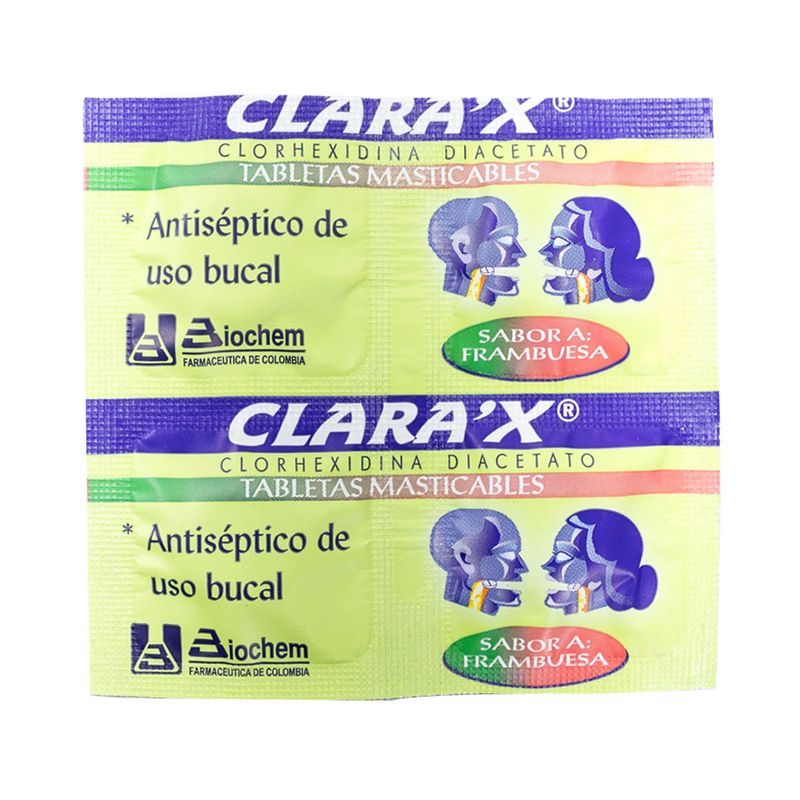 CLARA'X®
CLORHEXIDINA DIACETATO
TABLETAS MASTICABLES
* Antiséptico de
uso bucal
Biochem
FARMACEUTICA DE COLOMBIA
SABOR A:
FRAMBUESA
CLARA'X®
CLORHEXIDINA DIACETATO
TABLETAS MASTICABLES
* Antiséptico de
uso bucal
Biochem
FARMACEUTICA DE COLOMBIA
SABOR A:
FRAMBUESA